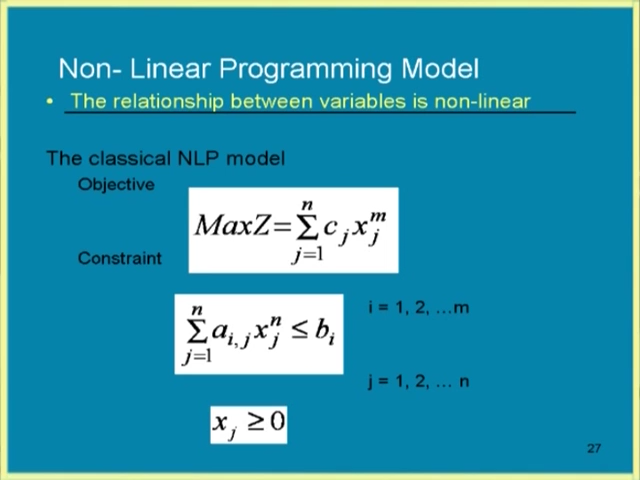 Non- Linear Programming Model
• The relationship between variables is non-linear
The classical NLP model
Objective
MaxZ=∑_{j=1}^{n} c_j x_j^m
Constraint
∑_{j=1}^{n} a_{i,j} x_j^n ≤ b_i
i = 1, 2, ...m
j = 1, 2, ... n
x_j ≥ 0
27